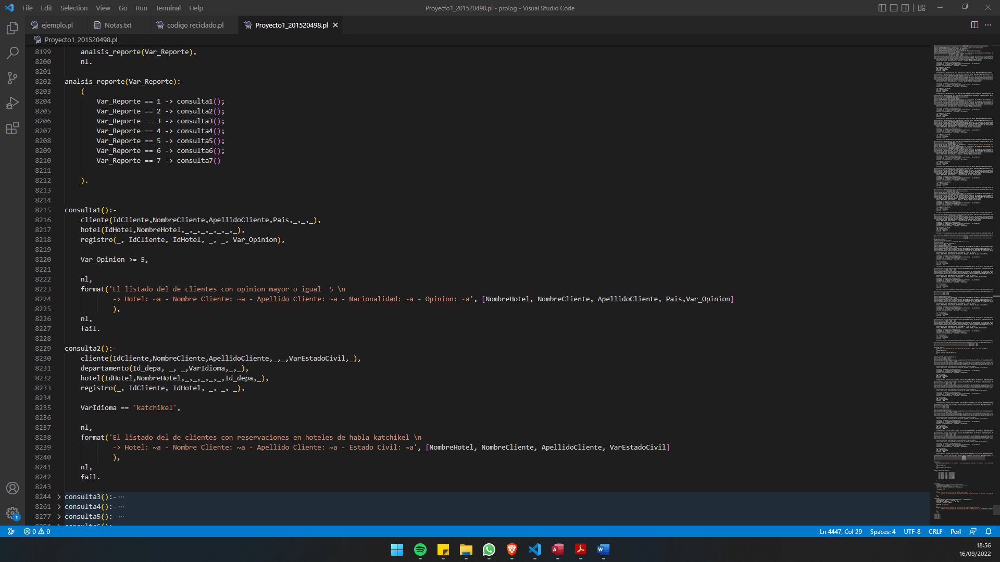 File Edit Selection View Go Run Terminal Help
Proyecto1_201520498.pl - prolog - Visual Studio Code
ejemplo.pl
Notas.txt
codigo reciclado.pl
Proyecto1_201520498.pl
Proyecto1_201520498.pl
8199 analsis_reporte(Var_Reporte),
8200 nl.
8201
8202 analsis_reporte(Var_Reporte):-
8203 (
8204 Var_Reporte == 1 -> consulta1();
8205 Var_Reporte == 2 -> consulta2();
8206 Var_Reporte == 3 -> consulta3();
8207 Var_Reporte == 4 -> consulta4();
8208 Var_Reporte == 5 -> consulta5();
8209 Var_Reporte == 6 -> consulta6();
8210 Var_Reporte == 7 -> consulta7()
8211
8212 ).
8213
8214
8215 consulta1():-
8216 cliente(IdCliente,NombreCliente,ApellidoCliente,Pais,_,_,_),
8217 hotel(IdHotel,NombreHotel,_,_,_,_,_,_,_),
8218 registro(_, IdCliente, IdHotel, _, _, Var_Opinion),
8219
8220 Var_Opinion >= 5,
8221
8222 nl,
8223 format('El listado del de clientes con opinion mayor o igual  5 \n
8224 -> Hotel: ~a - Nombre Cliente: ~a - Apellido Cliente: ~a - Nacionalidad: ~a - Opinion: ~a', [NombreHotel, NombreCliente, ApellidoCliente, Pais,Var_Opinion]
8225 ),
8226 nl,
8227 fail.
8228
8229 consulta2():-
8230 cliente(IdCliente,NombreCliente,ApellidoCliente,_,_,VarEstadoCivil,_),
8231 departamento(Id_depa, _, _,VarIdioma,_,_),
8232 hotel(IdHotel,NombreHotel,_,_,_,_,_,Id_depa,_),
8233 registro(_, IdCliente, IdHotel, _, _, _),
8234
8235 VarIdioma == 'katchikel',
8236
8237 nl,
8238 format('El listado del de clientes con reservaciones en hoteles de habla katchikel \n
8239 -> Hotel: ~a - Nombre Cliente: ~a - Apellido Cliente: ~a - Estado Civil: ~a', [NombreHotel, NombreCliente, ApellidoCliente, VarEstadoCivil]
8240 ),
8241 nl,
8242 fail.
8243
8244 consulta3():-···
8261 consulta4():-···
8277 consulta5():-···
1
0 0
Ln 4447, Col 29 Spaces: 4 UTF-8 CRLF Perl
18:56
16/09/2022